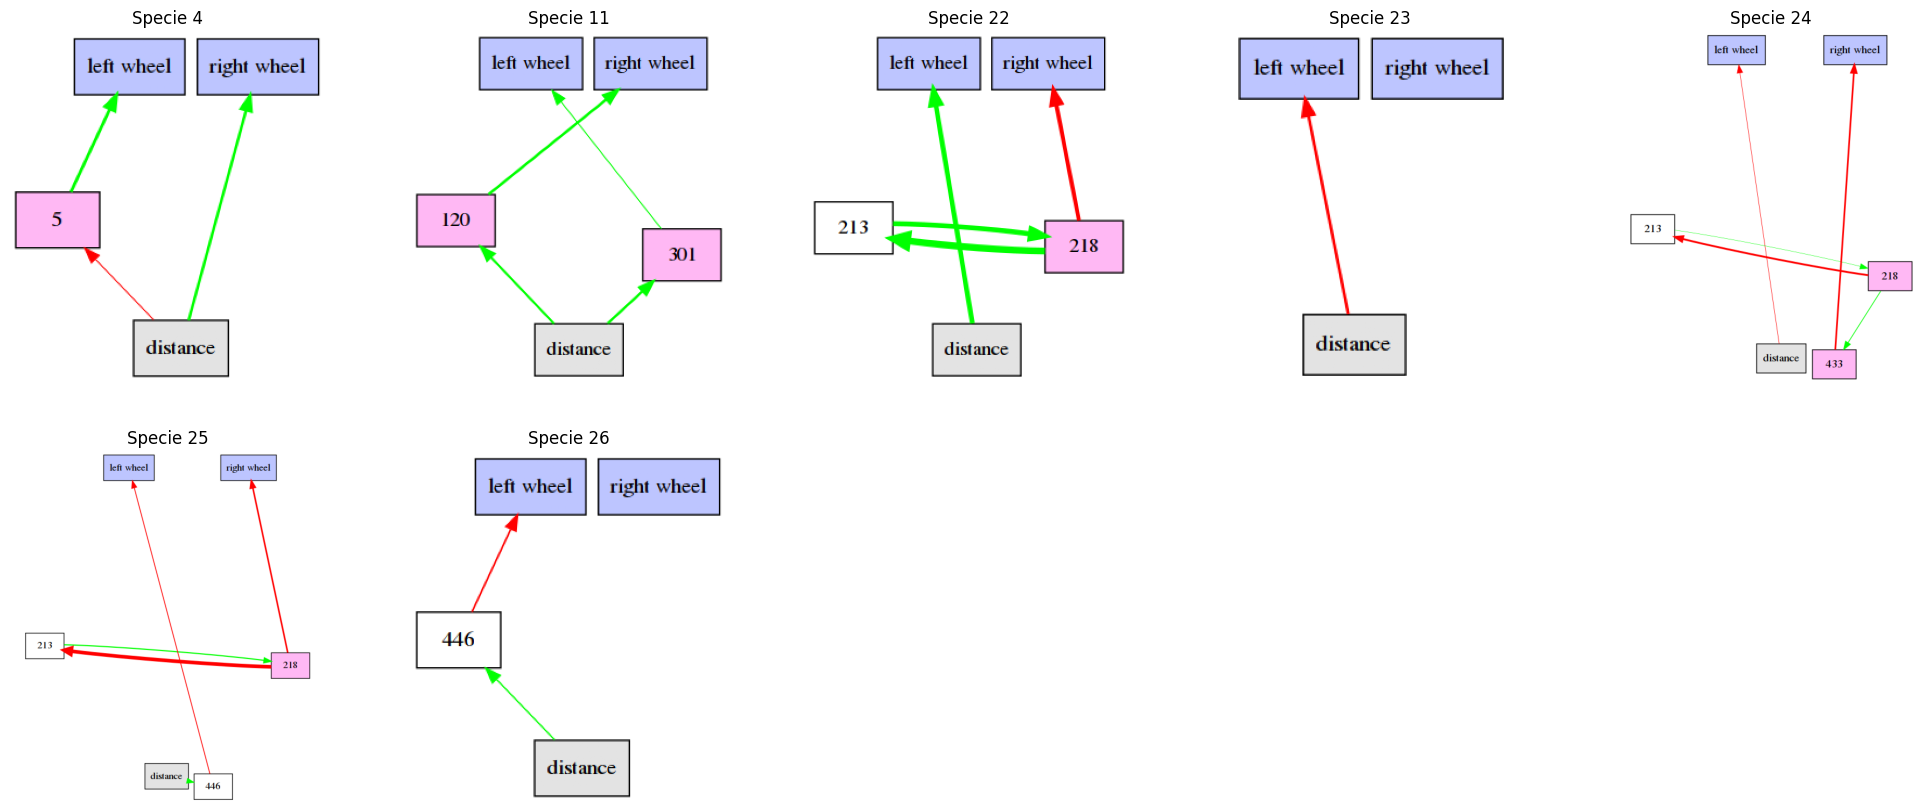 Specie 4
left wheel
right wheel
5
distance
Specie 11
left wheel
right wheel
120
301
distance
Specie 22
left wheel
right wheel
213
218
distance
Specie 23
left wheel
right wheel
distance
Specie 24
left wheel
right wheel
213
218
distance
433
Specie 25
left wheel
right wheel
213
218
distance
446
Specie 26
left wheel
right wheel
446
distance